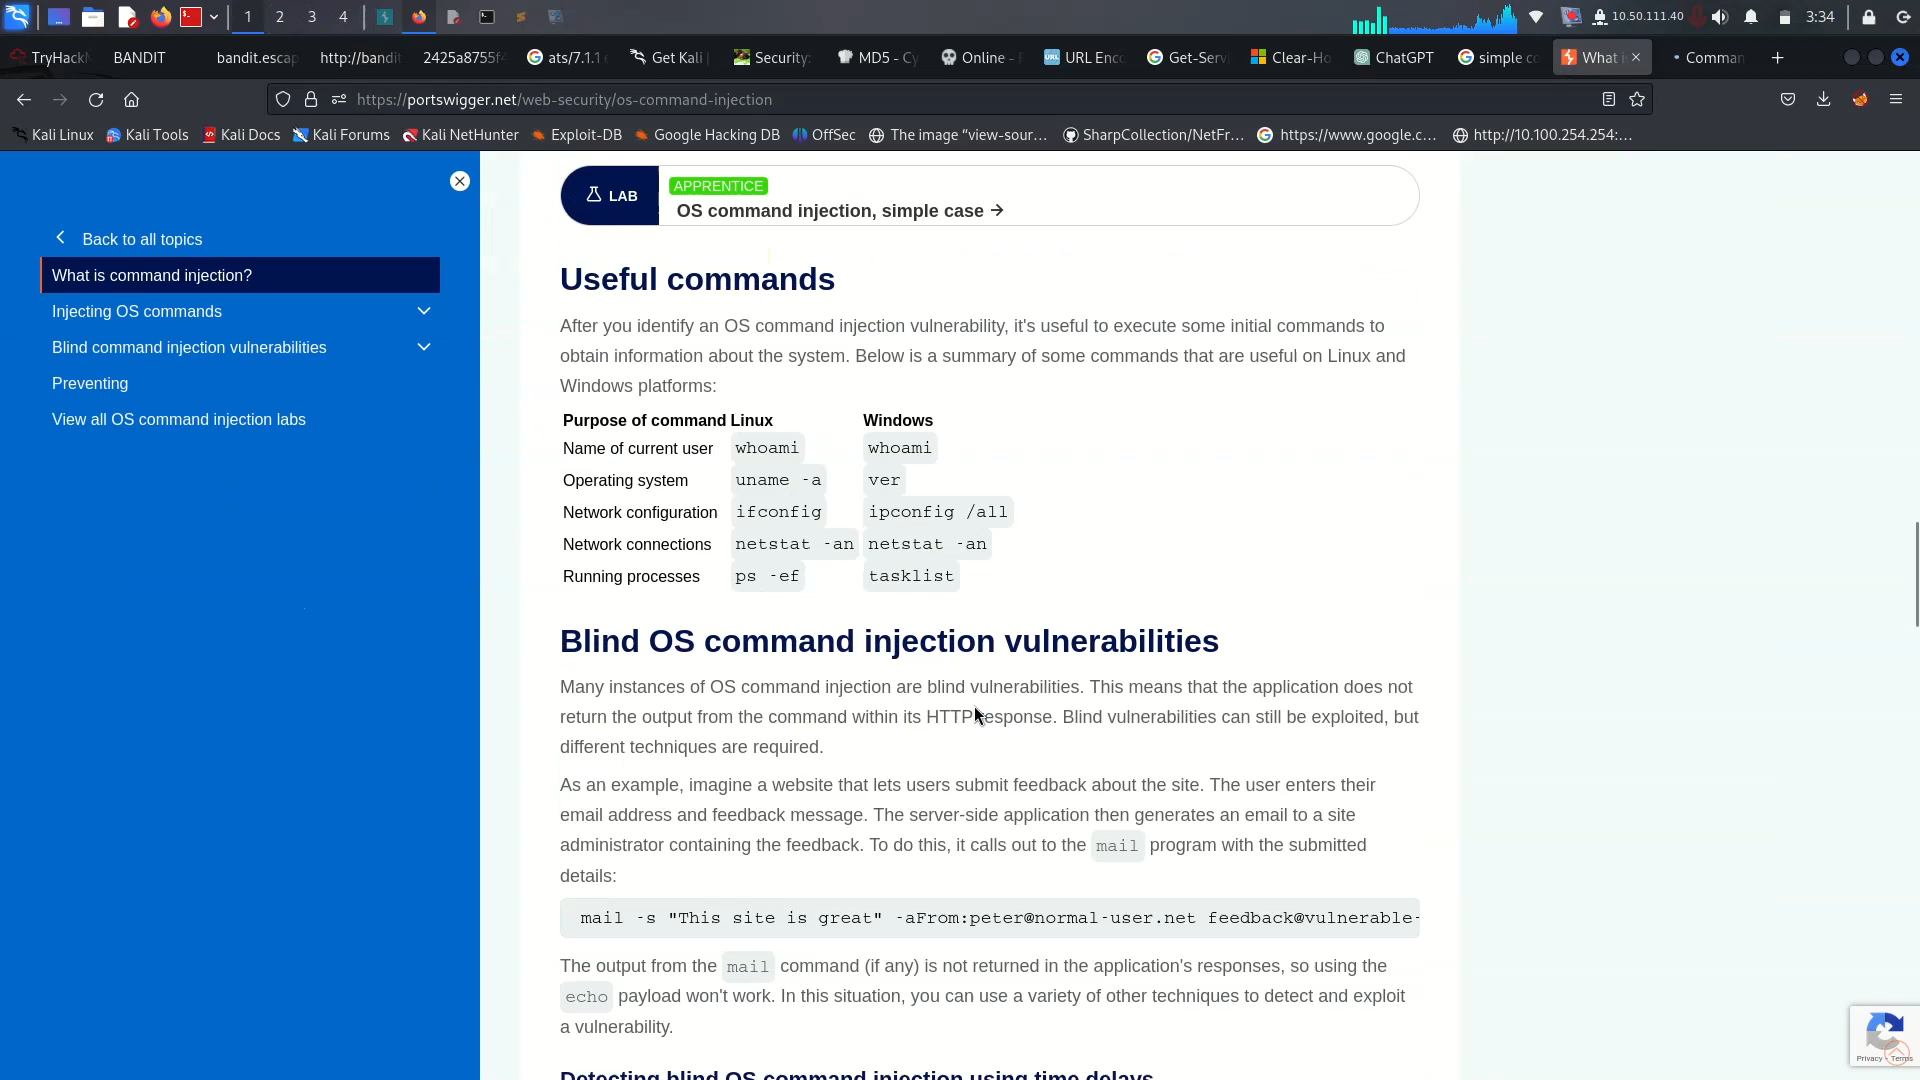 1 2 3 4 10.50.111.40 3:34
TryHack BANDIT bandit.escap http://bandi 2425a8755f ats/7.1.1 Get Kali Security: MD5 - Cy Online - URL Enc Get-Serv Clear-Ho ChatGPT simple co What i Comman
https://portswigger.net/web-security/os-command-injection
Kali Linux Kali Tools Kali Docs Kali Forums Kali NetHunter Exploit-DB Google Hacking DB OffSec The image “view-sour… SharpCollection/NetFr… https://www.google.c… http://10.100.254.254:…
Back to all topics
What is command injection?
Injecting OS commands
Blind command injection vulnerabilities
Preventing
View all OS command injection labs
LAB
APPRENTICE
OS command injection, simple case →
Useful commands
After you identify an OS command injection vulnerability, it's useful to execute some initial commands to
obtain information about the system. Below is a summary of some commands that are useful on Linux and
Windows platforms:
Purpose of command Linux Windows
Name of current user whoami whoami
Operating system uname -a ver
Network configuration ifconfig ipconfig /all
Network connections netstat -an netstat -an
Running processes ps -ef tasklist
Blind OS command injection vulnerabilities
Many instances of OS command injection are blind vulnerabilities. This means that the application does not
return the output from the command within its HTTP response. Blind vulnerabilities can still be exploited, but
different techniques are required.
As an example, imagine a website that lets users submit feedback about the site. The user enters their
email address and feedback message. The server-side application then generates an email to a site
administrator containing the feedback. To do this, it calls out to the mail program with the submitted
details:
mail -s "This site is great" -aFrom:peter@normal-user.net feedback@vulnerable-
The output from the mail command (if any) is not returned in the application's responses, so using the
echo payload won't work. In this situation, you can use a variety of other techniques to detect and exploit
a vulnerability.
Detecting blind OS command injection using time delays
Privacy - Terms